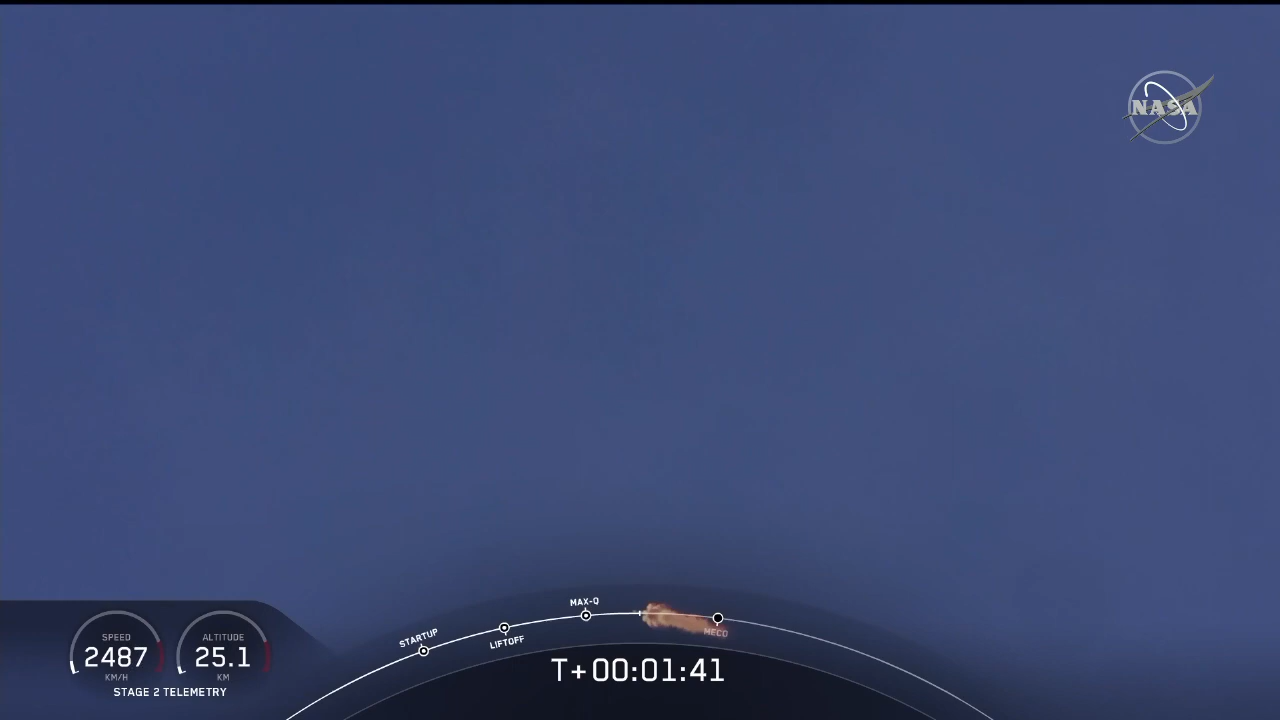 NASA
STARTUP
LIFTOFF
MAX-Q
MECO
SPEED
2487
KM/H
ALTITUDE
25.1
KM
STAGE 2 TELEMETRY
T+00:01:41